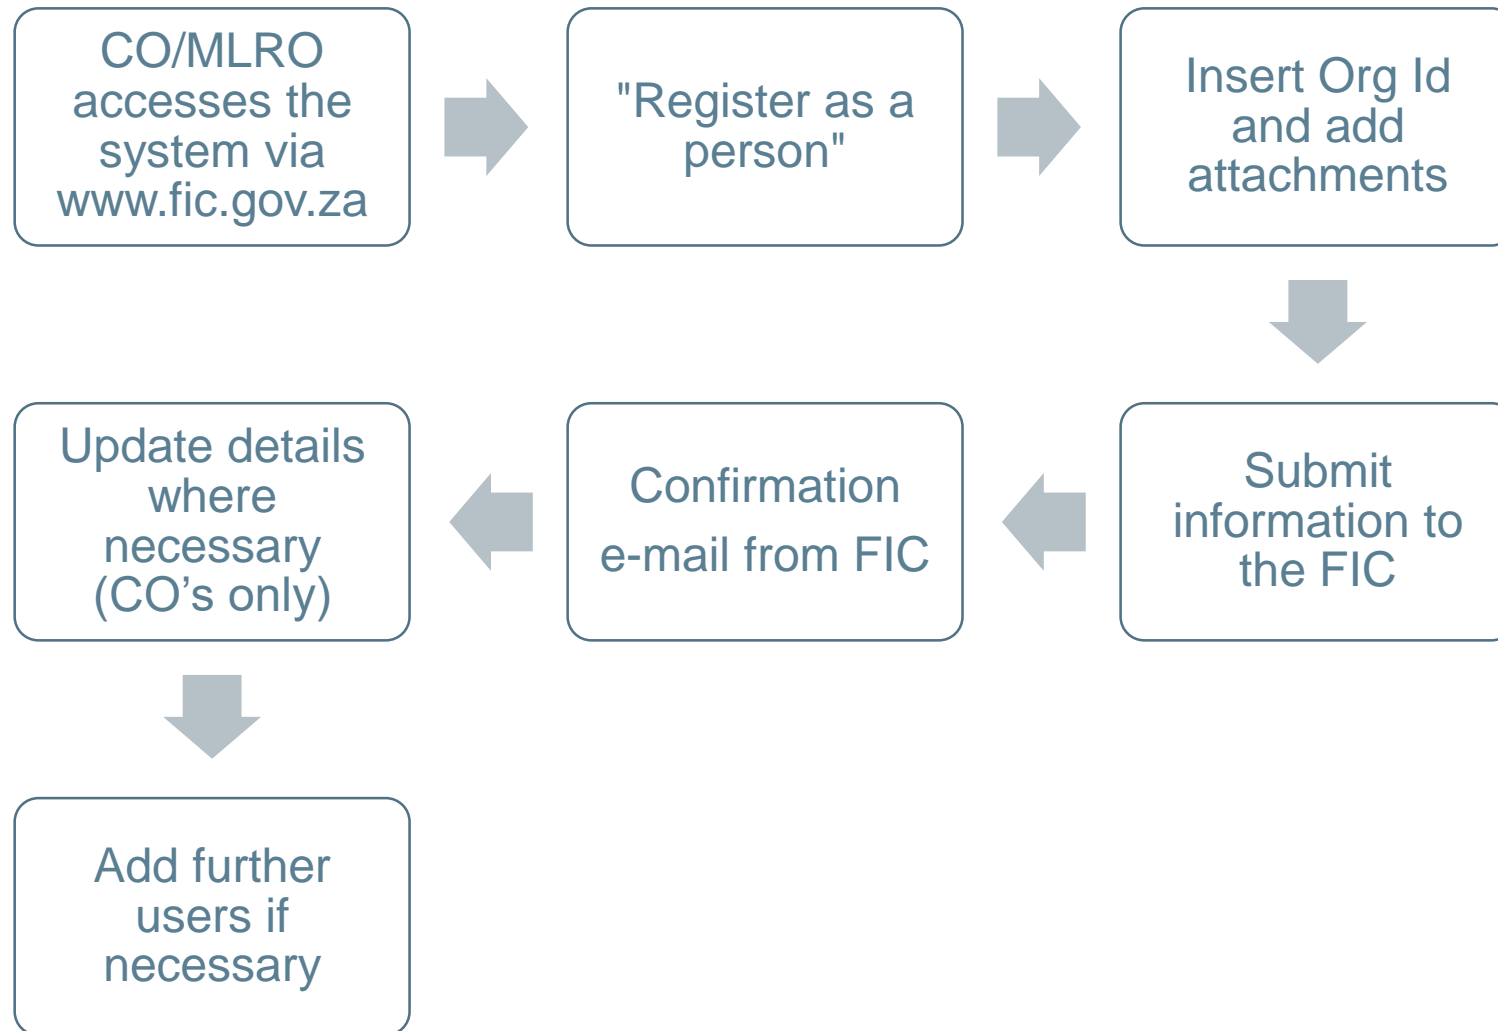 CO/MLRO
accesses the
system via
www.fic.gov.za
"Register as a
person"
Insert Org Id
and add
attachments
Submit
information to
the FIC
Confirmation
e-mail from FIC
Update details
where
necessary
(CO’s only)
Add further
users if
necessary